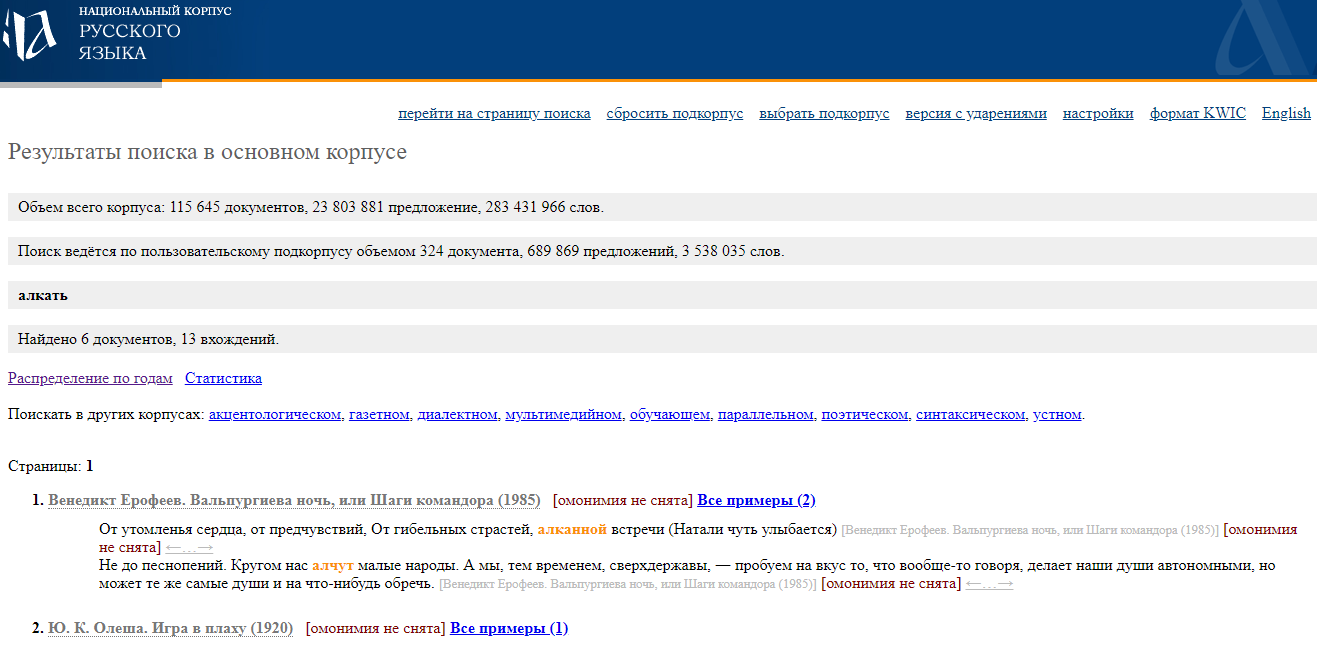 НАЦИОНАЛЬНЫЙ КОРПУС
РУССКОГО
ЯЗЫКА
перейти на страницу поиска сбросить подкорпус выбрать подкорпус версия с ударениями настройки формат KWIC English
Результаты поиска в основном корпусе
Объем всего корпуса: 115 645 документов, 23 803 881 предложение, 283 431 966 слов.
Поиск ведётся по пользовательскому подкорпусу объемом 324 документа, 689 869 предложений, 3 538 035 слов.
алкать
Найдено 6 документов, 13 вхождений.
Распределение по годам Статистика
Поискать в других корпусах: акцентологическом, газетном, диалектном, мультимедийном, обучающем, параллельном, поэтическом, синтаксическом, устном.
Страницы: 1
1. Венедикт Ерофеев. Вальпургиева ночь, или Шаги командора (1985) [омонимия не снята] Все примеры (2)
От утомленья сердца, от предчувствий, От гибельных страстей, алканной встречи (Натали чуть улыбается) [Венедикт Ерофеев. Вальпургиева ночь, или Шаги командора (1985)] [омонимия
не снята] ←…→
Не до песнопений. Кругом нас алчут малые народы. А мы, тем временем, сверхдержавы, — пробуем на вкус то, что вообще-то говоря, делает наши души автономными, но
может те же самые души и на что-нибудь обречь. [Венедикт Ерофеев. Вальпургиева ночь, или Шаги командора (1985)] [омонимия не снята] ←…→
2. Ю. К. Олеша. Игра в плаху (1920) [омонимия не снята] Все примеры (1)